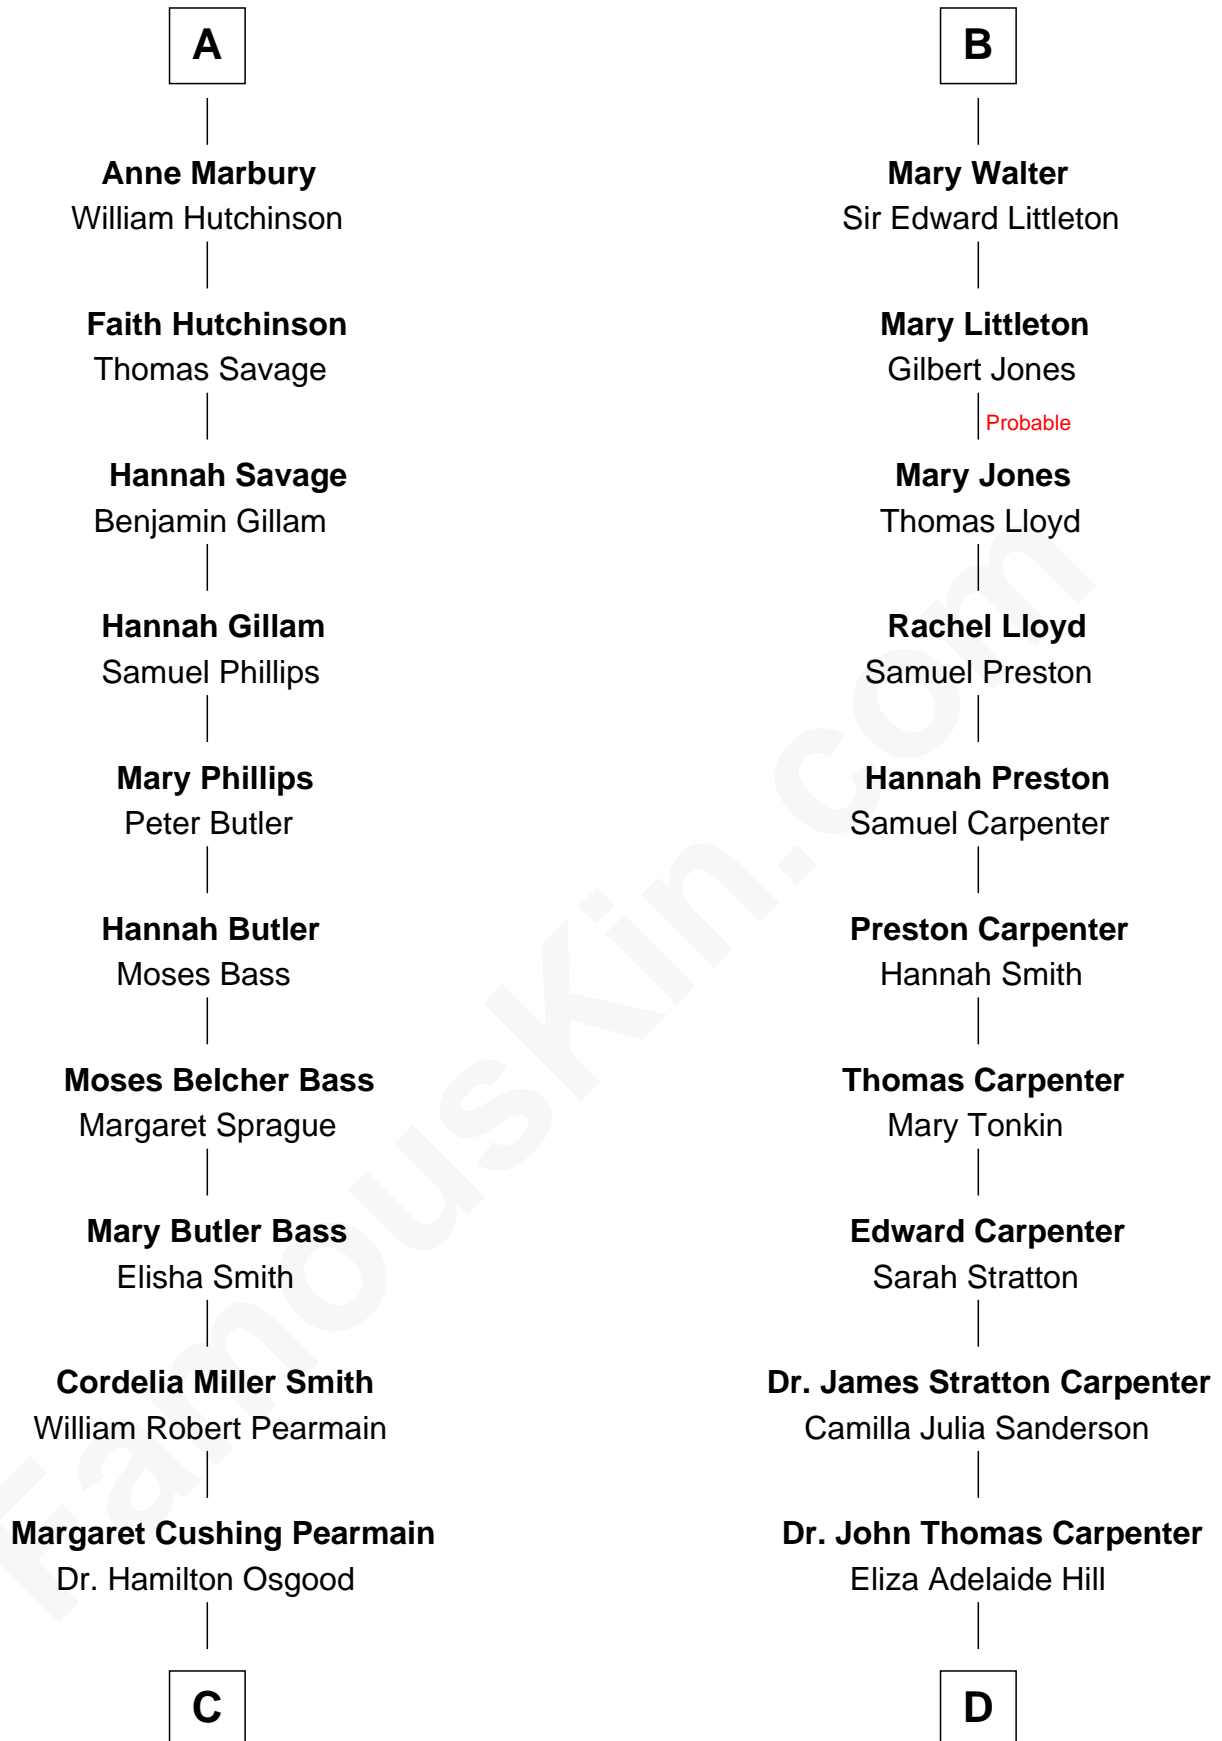 A
Anne Marbury
William Hutchinson
Faith Hutchinson
Thomas Savage
Hannah Savage
Benjamin Gillam
Hannah Gillam
Samuel Phillips
Mary Phillips
Peter Butler
Hannah Butler
Moses Bass
Moses Belcher Bass
Margaret Sprague
Mary Butler Bass
Elisha Smith
Cordelia Miller Smith
William Robert Pearmain
Margaret Cushing Pearmain
Dr. Hamilton Osgood
C
B
Mary Walter
Sir Edward Littleton
Mary Littleton
Gilbert Jones
Probable
Mary Jones
Thomas Lloyd
Rachel Lloyd
Samuel Preston
Hannah Preston
Samuel Carpenter
Preston Carpenter
Hannah Smith
Thomas Carpenter
Mary Tonkin
Edward Carpenter
Sarah Stratton
Dr. James Stratton Carpenter
Camilla Julia Sanderson
Dr. John Thomas Carpenter
Eliza Adelaide Hill
D
FamousKin.com